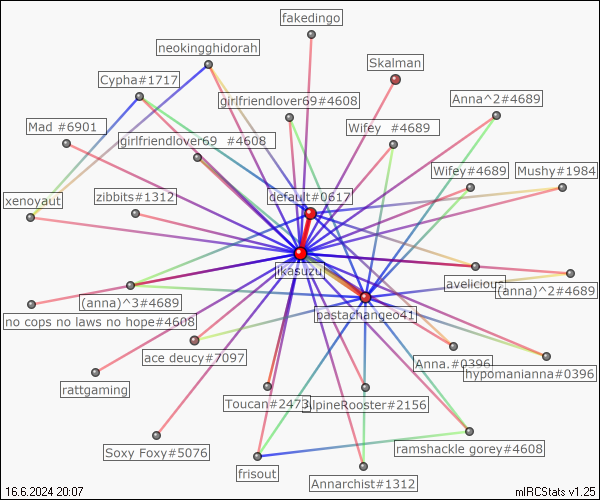 fakedingo
neokingghidorah
Skalman
Cypha#1717
girlfriendlover69#4608
Anna^2#4689
Mad #6901
girlfriendlover69 #4608
Wifey #4689
Wifey#4689
Mushy#1984
xenoyaut
zibbits#1312
default#0617
ikasuzu
avelicious
(anna)^2#4689
(anna)^3#4689
no cops no laws no hope#4608
pastachangeo41
ace deucy#7097
Anna.#0396
hypomanianna#0396
rattgaming
Toucan#2473
lpineRooster#2156
Soxy Foxy#5076
ramshackle gorey#4608
frisout
Annarchist#1312
16.6.2024 20:07
mIRCStats v1.25